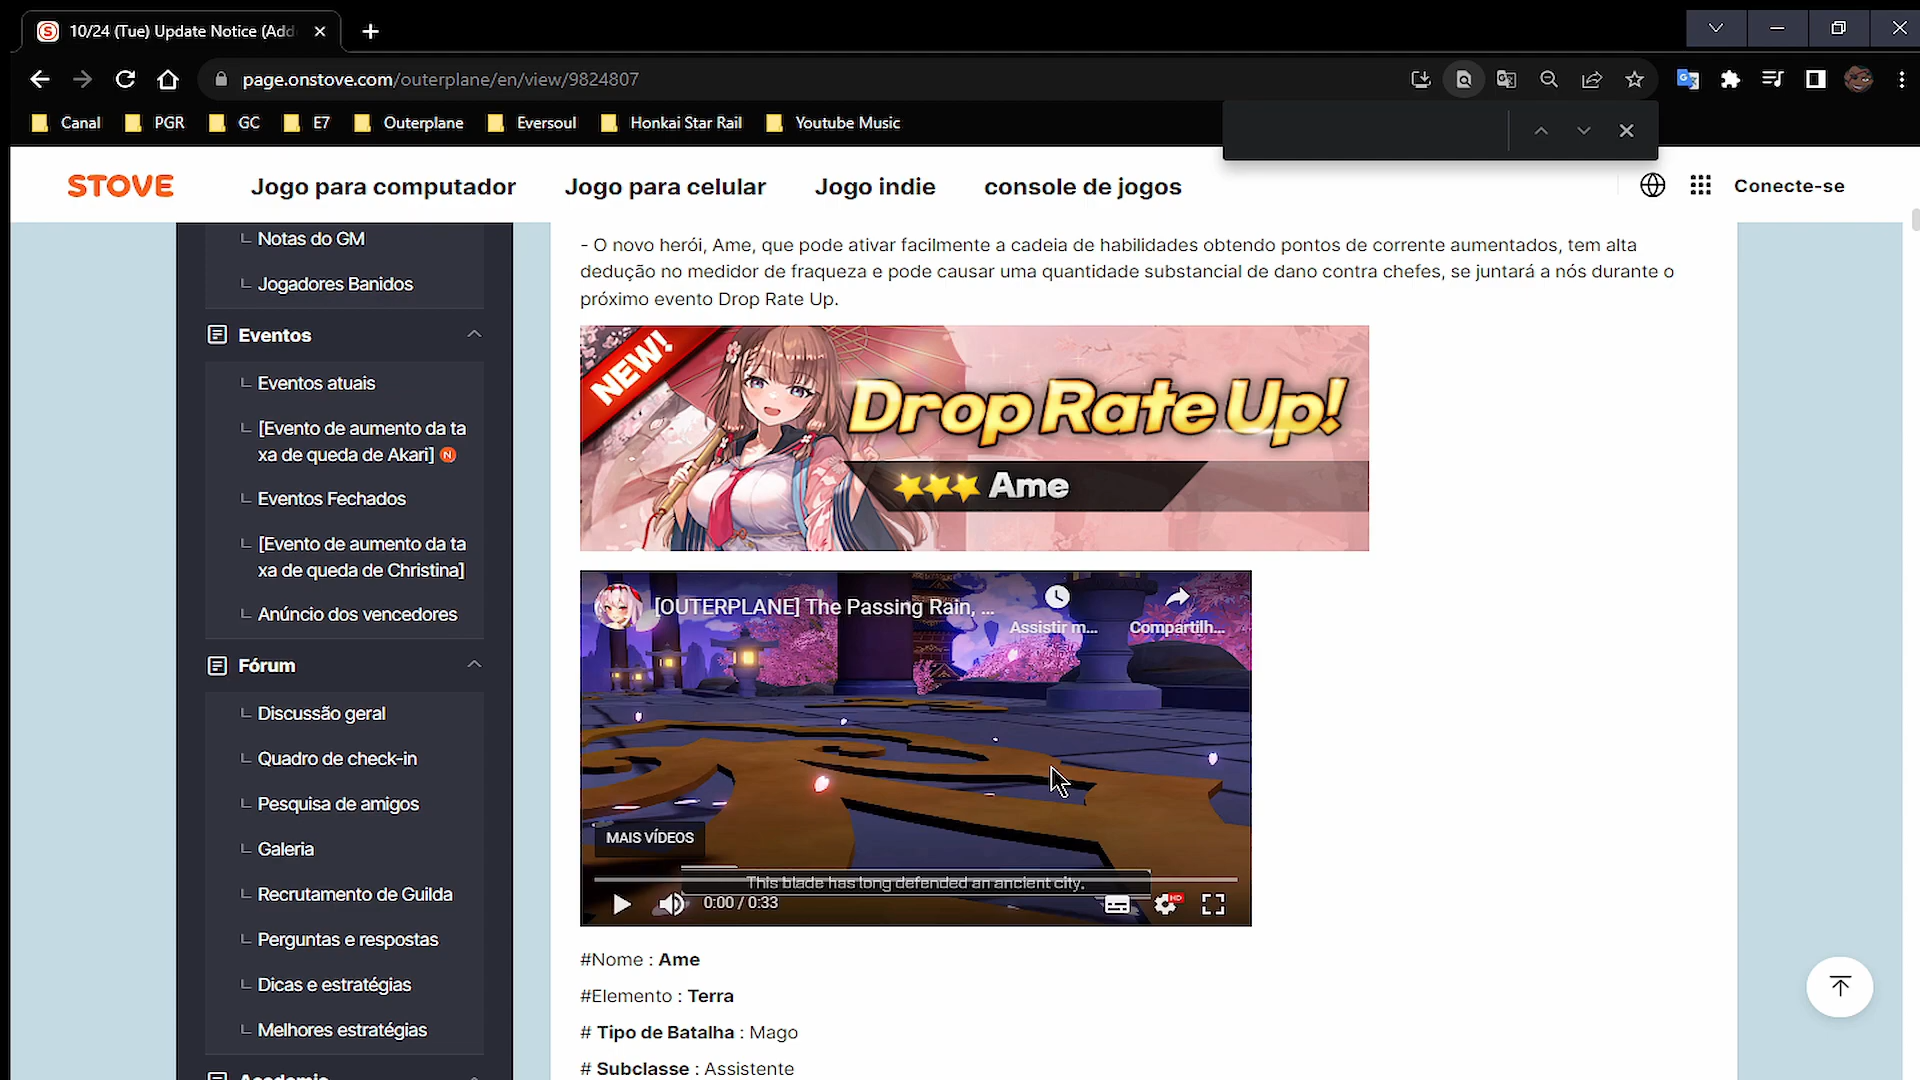 10/24 (Tue) Update Notice (Add
page.onstove.com/outerplane/en/view/9824807
Canal PGR GC E7 Outerplane Eversoul Honkai Star Rail Youtube Music
STOVE Jogo para computador Jogo para celular Jogo indie console de jogos Conecte-se
Notas do GM
Jogadores Banidos
Eventos
Eventos atuais
[Evento de aumento da ta
xa de queda de Akari] N
Eventos Fechados
[Evento de aumento da ta
xa de queda de Christina]
Anúncio dos vencedores
Fórum
Discussão geral
Quadro de check-in
Pesquisa de amigos
Galeria
Recrutamento de Guilda
Perguntas e respostas
Dicas e estratégias
Melhores estratégias
Academia
- O novo herói, Ame, que pode ativar facilmente a cadeia de habilidades obtendo pontos de corrente aumentados, tem alta
dedução no medidor de fraqueza e pode causar uma quantidade substancial de dano contra chefes, se juntará a nós durante o
próximo evento Drop Rate Up.
NEW!
Drop Rate Up!
Ame
[OUTERPLANE] The Passing Rain, ...
Assistir m... Compartilh...
MAIS VÍDEOS
This blade has long defended an ancient city.
0:00 / 0:33 HD
#Nome : Ame
#Elemento : Terra
# Tipo de Batalha : Mago
# Subclasse : Assistente